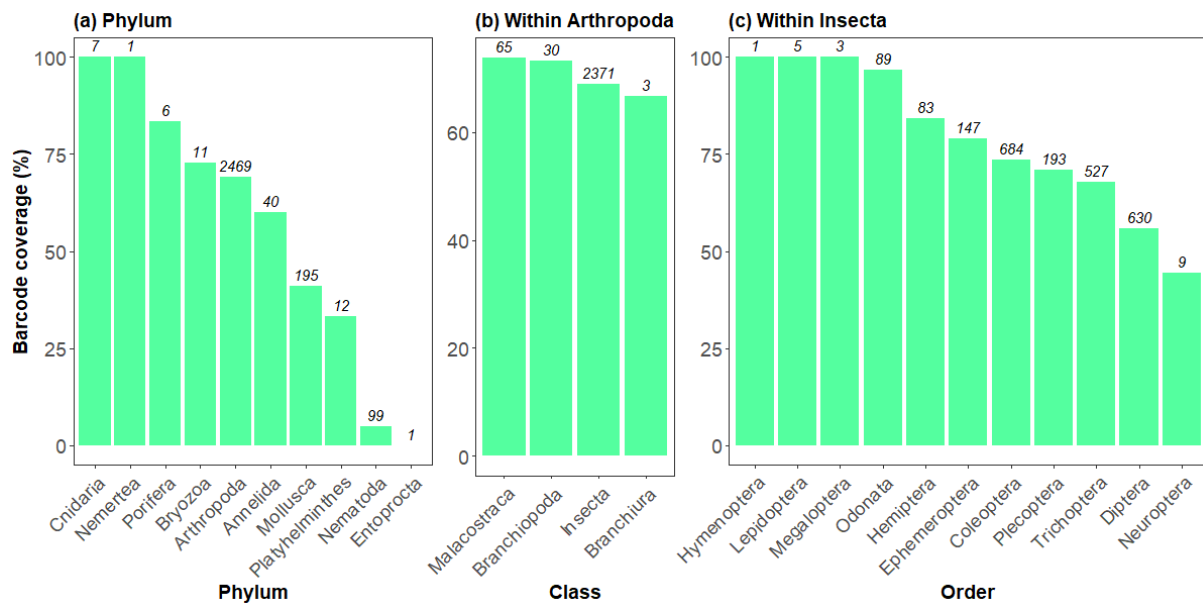 (a) Phylum
(b) Within Arthropoda
(c) Within Insecta
Barcode coverage (%)
100
75
50
25
0
7
1
6
11
2469
40
195
12
99
1
Cnidaria
Nemertea
Porifera
Bryozoa
Arthropoda
Annelida
Mollusca
Platyhelminthes
Nematoda
Entoprocta
Phylum
60
40
20
0
65
30
2371
3
Malacostraca
Branchiopoda
Insecta
Branchiura
Class
100
75
50
25
0
1
5
3
89
83
147
684
193
527
630
9
Hymenoptera
Lepidoptera
Megaloptera
Odonata
Hemiptera
Ephemeroptera
Coleoptera
Plecoptera
Trichoptera
Diptera
Neuroptera
Order